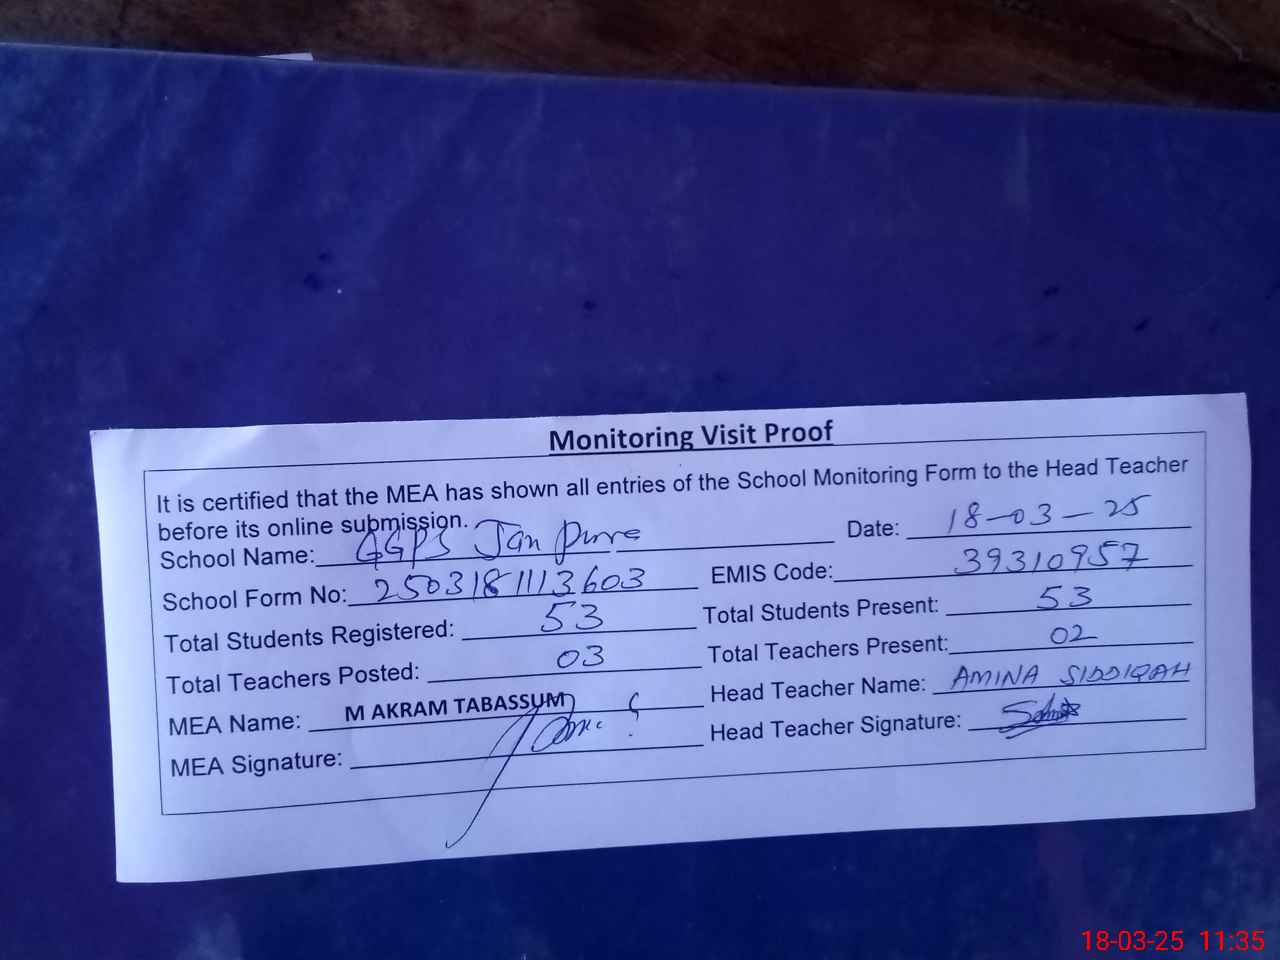 Monitoring Visit Proof
It is certified that the MEA has shown all entries of the School Monitoring Form to the Head Teacher
before its online submission.
School Name: GGPS Jan Pure Date: 18-03-25
School Form No: 2503181113603 EMIS Code: 39310957
Total Students Registered: 53 Total Students Present: 53
Total Teachers Posted: 03 Total Teachers Present: 02
MEA Name: M AKRAM TABASSUM Head Teacher Name: AMINA SIDDIQAH
MEA Signature: Head Teacher Signature:
18-03-25 11:35